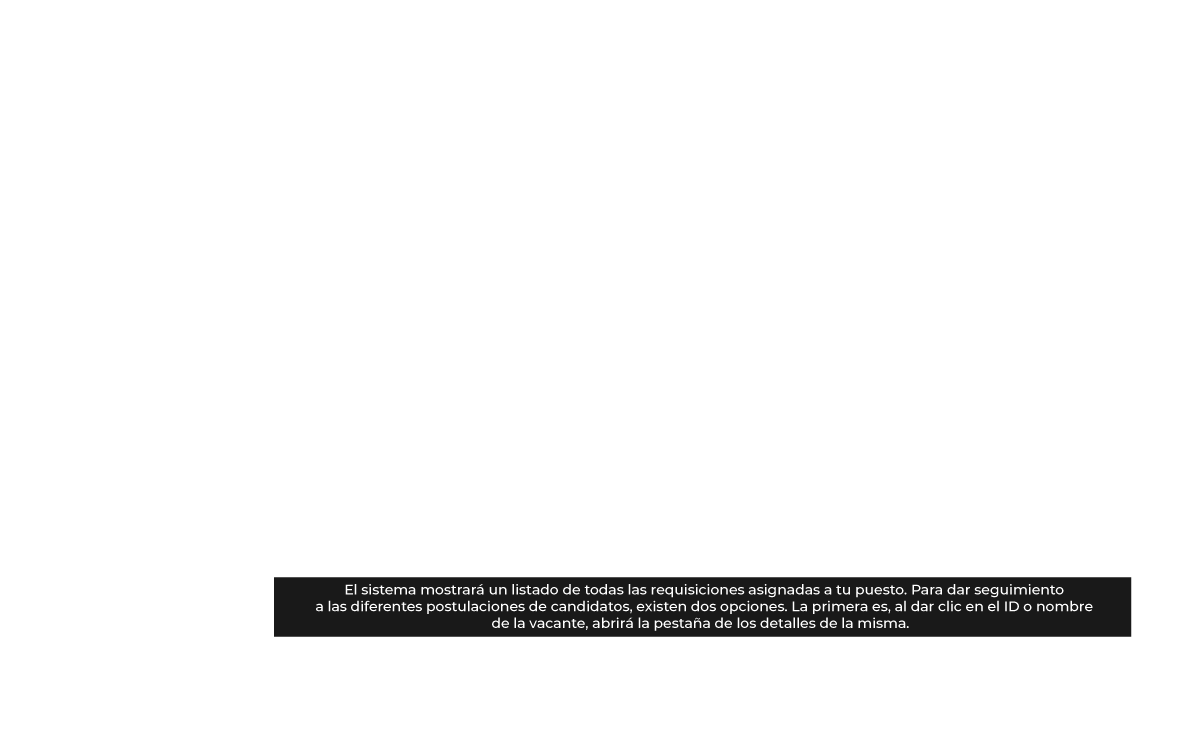 El sistema mostrará un listado de todas las requisiciones asignadas a tu puesto. Para dar seguimiento
a las diferentes postulaciones de candidatos, existen dos opciones. La primera es, al dar clic en el ID o nombre
de la vacante, abrirá la pestaña de los detalles de la misma.